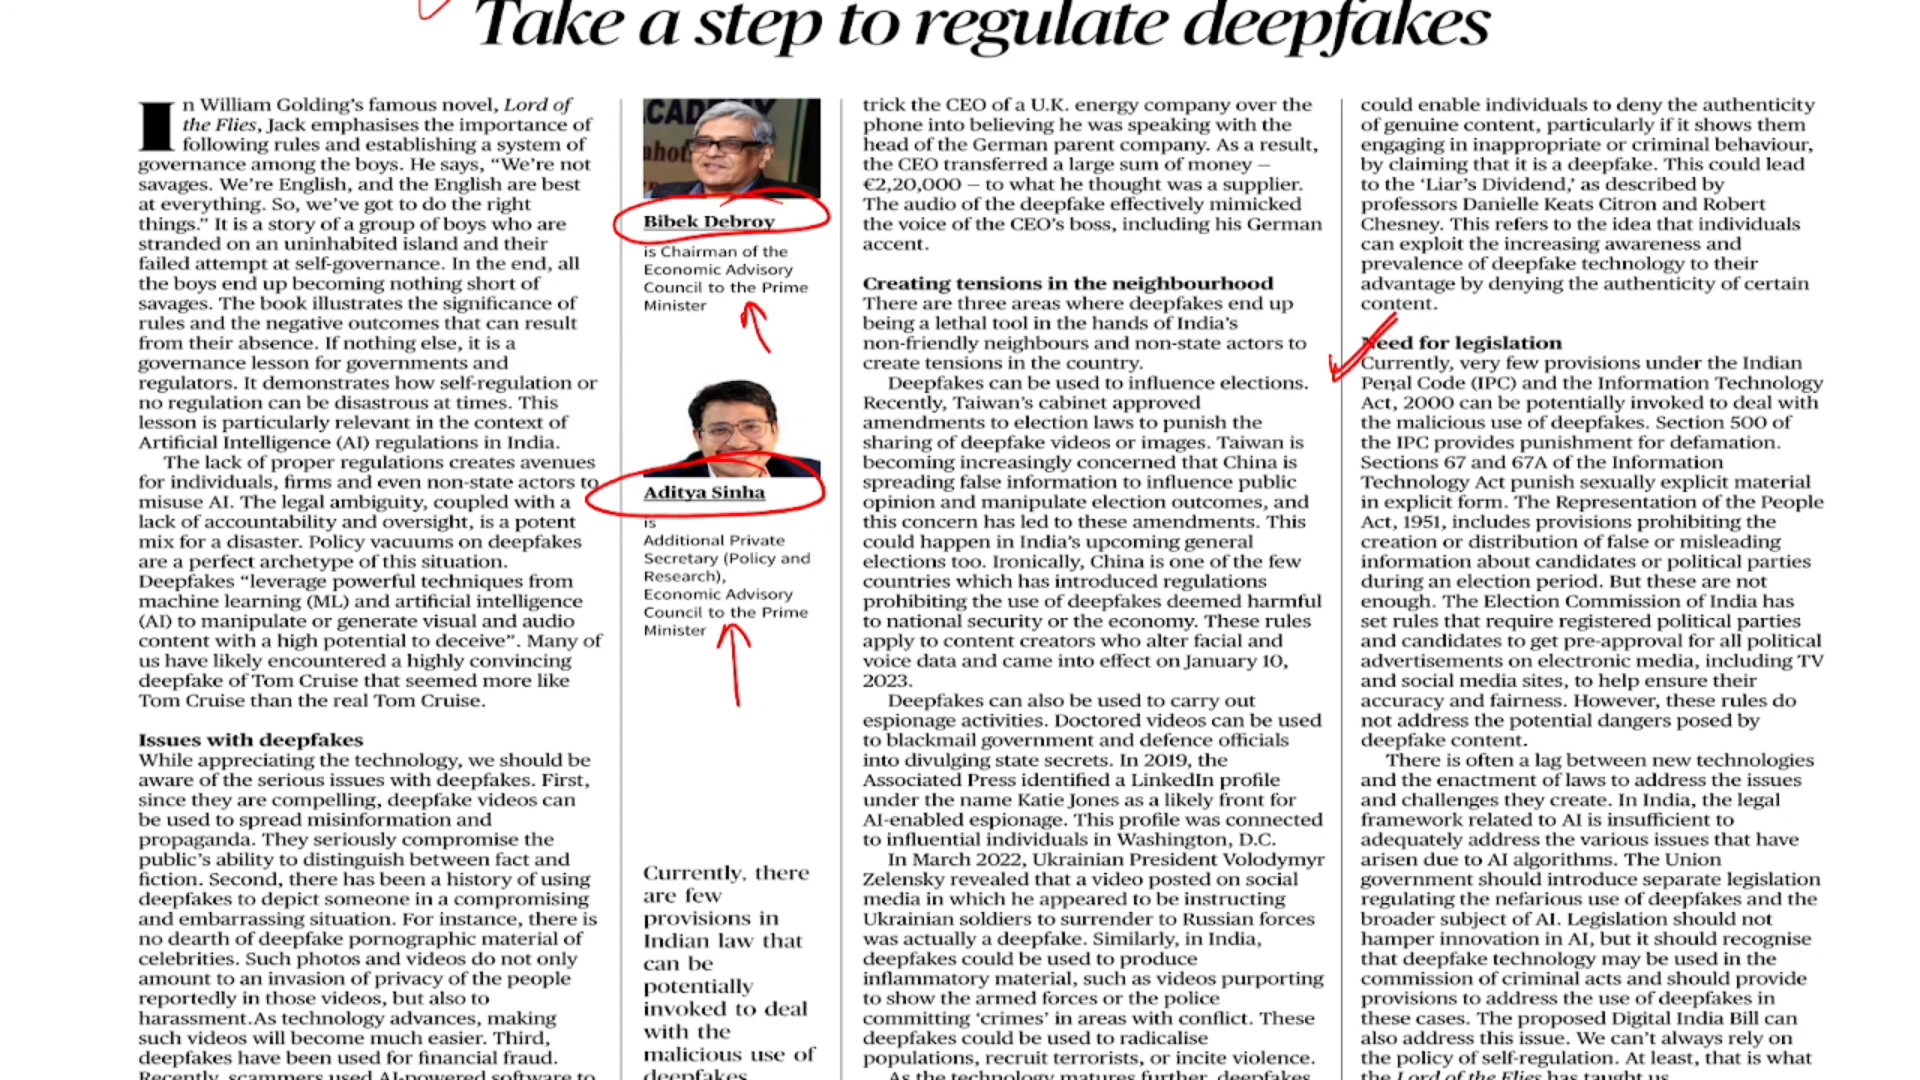 Take a step to regulate deepfakes
In William Golding's famous novel, Lord of
the Flies, Jack emphasises the importance of
following rules and establishing a system of
governance among the boys. He says, “We're not
savages. We're English, and the English are best
at everything. So, we've got to do the right
things.” It is a story of a group of boys who are
stranded on an uninhabited island and their
failed attempt at self-governance. In the end, all
the boys end up becoming nothing short of
savages. The book illustrates the significance of
rules and the negative outcomes that can result
from their absence. If nothing else, it is a
governance lesson for governments and
regulators. It demonstrates how self-regulation or
no regulation can be disastrous at times. This
lesson is particularly relevant in the context of
Artificial Intelligence (AI) regulations in India.
The lack of proper regulations creates avenues
for individuals, firms and even non-state actors to
misuse AI. The legal ambiguity, coupled with a
lack of accountability and oversight, is a potent
mix for a disaster. Policy vacuums on deepfakes
are a perfect archetype of this situation.
Deepfakes “leverage powerful techniques from
machine learning (ML) and artificial intelligence
(AI) to manipulate or generate visual and audio
content with a high potential to deceive”. Many of
us have likely encountered a highly convincing
deepfake of Tom Cruise that seemed more like
Tom Cruise than the real Tom Cruise.
Issues with deepfakes
While appreciating the technology, we should be
aware of the serious issues with deepfakes. First,
since they are compelling, deepfake videos can
be used to spread misinformation and
propaganda. They seriously compromise the
public's ability to distinguish between fact and
fiction. Second, there has been a history of using
deepfakes to depict someone in a compromising
and embarrassing situation. For instance, there is
no dearth of deepfake pornographic material of
celebrities. Such photos and videos do not only
amount to an invasion of privacy of the people
reportedly in those videos, but also to
harassment.As technology advances, making
such videos will become much easier. Third,
deepfakes have been used for financial fraud.
Recently, scammers used AI-powered software to
CADEMY
ahot
Bibek Debroy
is Chairman of the
Economic Advisory
Council to the Prime
Minister
Aditya Sinha
is
Additional Private
Secretary (Policy and
Research),
Economic Advisory
Council to the Prime
Minister
Currently, there
are few
provisions in
Indian law that
can be
potentially
invoked to deal
with the
malicious use of
deepfakes
trick the CEO of a U.K. energy company over the
phone into believing he was speaking with the
head of the German parent company. As a result,
the CEO transferred a large sum of money —
€2,20,000 — to what he thought was a supplier.
The audio of the deepfake effectively mimicked
the voice of the CEO's boss, including his German
accent.
Creating tensions in the neighbourhood
There are three areas where deepfakes end up
being a lethal tool in the hands of India's
non-friendly neighbours and non-state actors to
create tensions in the country.
Deepfakes can be used to influence elections.
Recently, Taiwan's cabinet approved
amendments to election laws to punish the
sharing of deepfake videos or images. Taiwan is
becoming increasingly concerned that China is
spreading false information to influence public
opinion and manipulate election outcomes, and
this concern has led to these amendments. This
could happen in India's upcoming general
elections too. Ironically, China is one of the few
countries which has introduced regulations
prohibiting the use of deepfakes deemed harmful
to national security or the economy. These rules
apply to content creators who alter facial and
voice data and came into effect on January 10,
2023.
Deepfakes can also be used to carry out
espionage activities. Doctored videos can be used
to blackmail government and defence officials
into divulging state secrets. In 2019, the
Associated Press identified a LinkedIn profile
under the name Katie Jones as a likely front for
AI-enabled espionage. This profile was connected
to influential individuals in Washington, D.C.
In March 2022, Ukrainian President Volodymyr
Zelensky revealed that a video posted on social
media in which he appeared to be instructing
Ukrainian soldiers to surrender to Russian forces
was actually a deepfake. Similarly, in India,
deepfakes could be used to produce
inflammatory material, such as videos purporting
to show the armed forces or the police
committing ‘crimes’ in areas with conflict. These
deepfakes could be used to radicalise
populations, recruit terrorists, or incite violence.
As the technology matures further, deepfakes
could enable individuals to deny the authenticity
of genuine content, particularly if it shows them
engaging in inappropriate or criminal behaviour,
by claiming that it is a deepfake. This could lead
to the ‘Liar's Dividend,’ as described by
professors Danielle Keats Citron and Robert
Chesney. This refers to the idea that individuals
can exploit the increasing awareness and
prevalence of deepfake technology to their
advantage by denying the authenticity of certain
content.
Need for legislation
Currently, very few provisions under the Indian
Penal Code (IPC) and the Information Technology
Act, 2000 can be potentially invoked to deal with
the malicious use of deepfakes. Section 500 of
the IPC provides punishment for defamation.
Sections 67 and 67A of the Information
Technology Act punish sexually explicit material
in explicit form. The Representation of the People
Act, 1951, includes provisions prohibiting the
creation or distribution of false or misleading
information about candidates or political parties
during an election period. But these are not
enough. The Election Commission of India has
set rules that require registered political parties
and candidates to get pre-approval for all political
advertisements on electronic media, including TV
and social media sites, to help ensure their
accuracy and fairness. However, these rules do
not address the potential dangers posed by
deepfake content.
There is often a lag between new technologies
and the enactment of laws to address the issues
and challenges they create. In India, the legal
framework related to AI is insufficient to
adequately address the various issues that have
arisen due to AI algorithms. The Union
government should introduce separate legislation
regulating the nefarious use of deepfakes and the
broader subject of AI. Legislation should not
hamper innovation in AI, but it should recognise
that deepfake technology may be used in the
commission of criminal acts and should provide
provisions to address the use of deepfakes in
these cases. The proposed Digital India Bill can
also address this issue. We can't always rely on
the policy of self-regulation. At least, that is what
the Lord of the Flies has taught us.